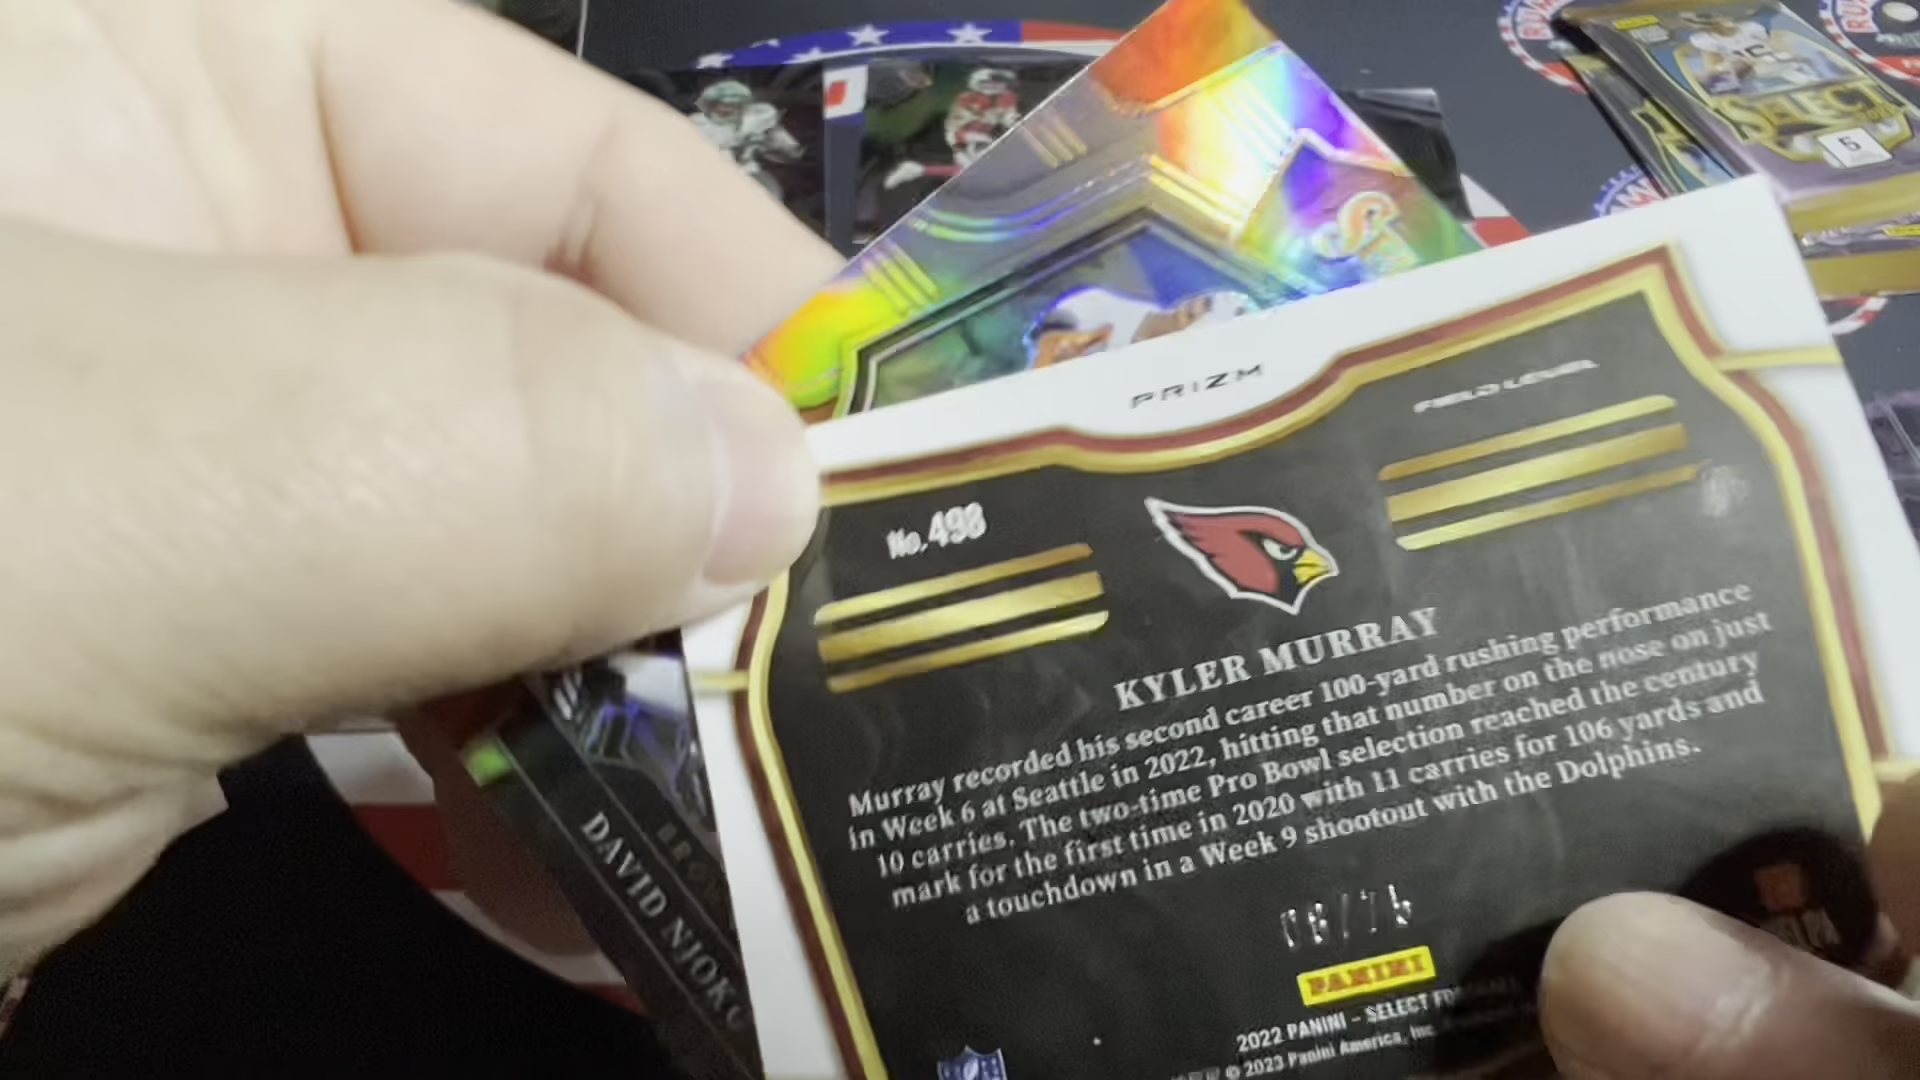 SELECT
5
PRIZM
FIELD LEVEL
No.498
KYLER MURRAY
Murray recorded his second career 100-yard rushing performance
in Week 6 at Seattle in 2022, hitting that number on the nose on just
10 carries. The two-time Pro Bowl selection reached the century
mark for the first time in 2020 with 11 carries for 106 yards and
a touchdown in a Week 9 shootout with the Dolphins.
PANINI
2022 PANINI - SELECT
© 2023 Panini America, Inc.
DAVID NJOKU